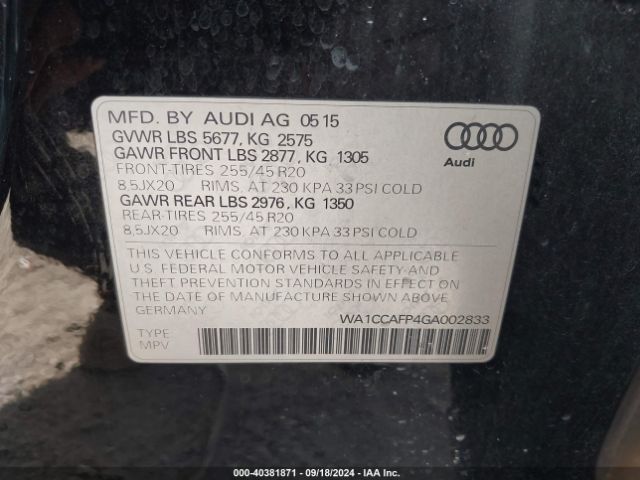 MFD. BY AUDI AG 05 15
GVWR LBS 5677, KG 2575
GAWR FRONT LBS 2877, KG 1305
FRONT-TIRES 255/45 R20
8,5JX20 RIMS, AT 230 KPA 33 PSI COLD
GAWR REAR LBS 2976, KG 1350
REAR-TIRES 255/45 R20
8,5JX20 RIMS, AT 230 KPA 33 PSI COLD
Audi
THIS VEHICLE CONFORMS TO ALL APPLICABLE
U.S. FEDERAL MOTOR VEHICLE SAFETY AND
THEFT PREVENTION STANDARDS IN EFFECT ON
THE DATE OF MANUFACTURE SHOWN ABOVE.
GERMANY
WA1CCAFP4GA002833
TYPE:
MPV
000-40381871 | 09/18/2024 | IAAI.COM